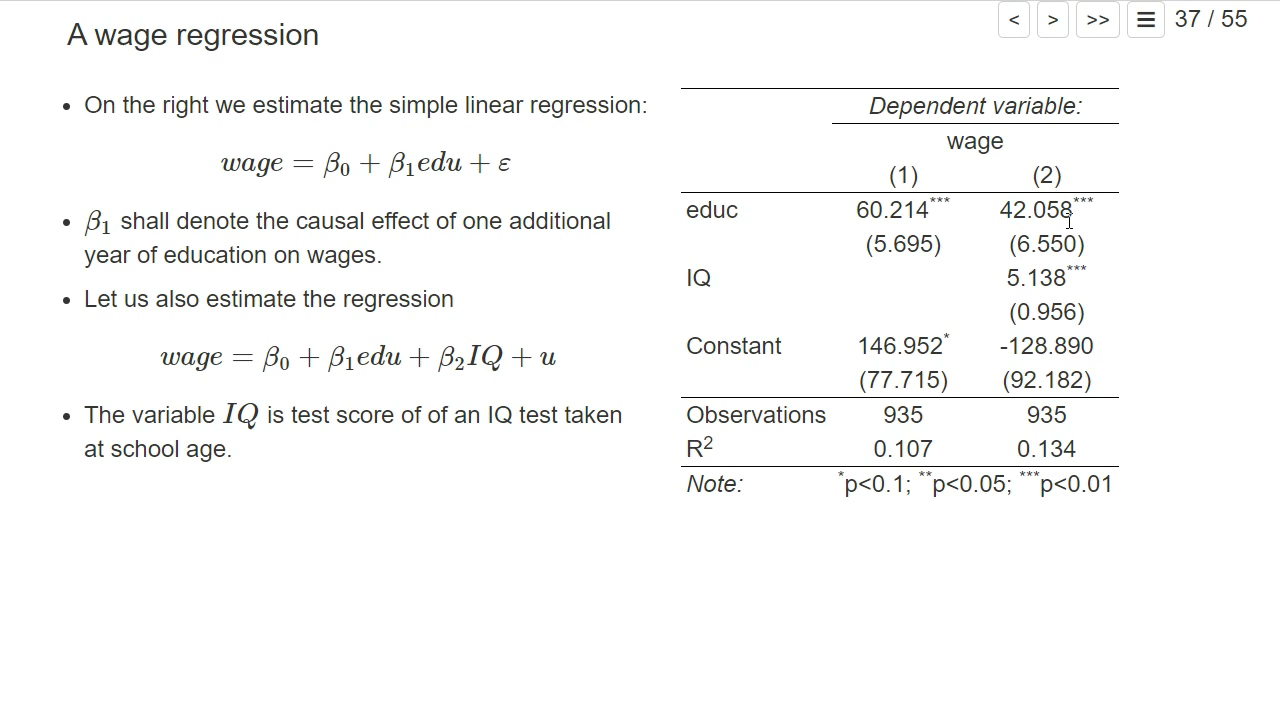 A wage regression
< > >> ☰ 37 / 55
• On the right we estimate the simple linear regression:
wage = β₀ + β₁edu + ε
• β₁ shall denote the causal effect of one additional
year of education on wages.
• Let us also estimate the regression
wage = β₀ + β₁edu + β₂IQ + u
• The variable IQ is test score of of an IQ test taken
at school age.
Dependent variable:
wage
(1) (2)
educ 60.214*** 42.058***
(5.695) (6.550)
IQ 5.138***
(0.956)
Constant 146.952* -128.890
(77.715) (92.182)
Observations 935 935
R² 0.107 0.134
Note: *p<0.1; **p<0.05; ***p<0.01